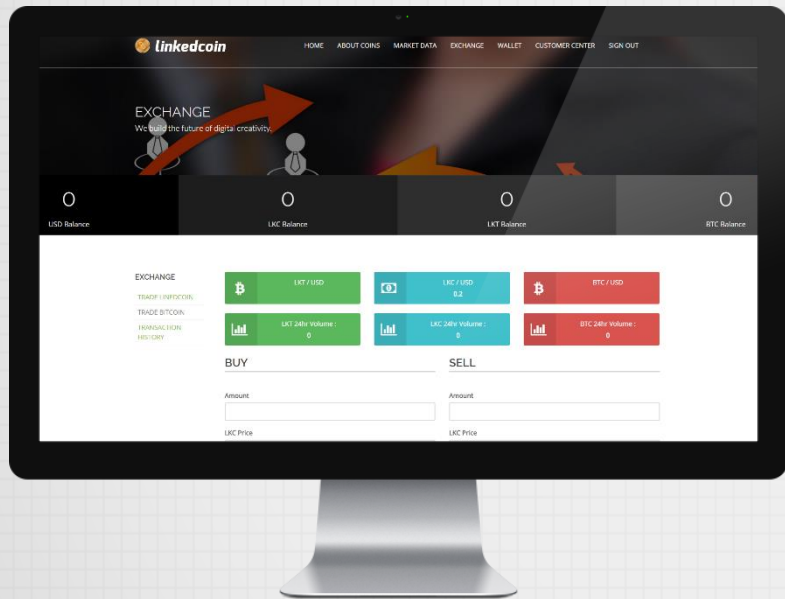 linkedcoin
HOME ABOUT COINS MARKET DATA EXCHANGE WALLET CUSTOMER CENTER SIGN OUT
EXCHANGE
We build the future of digital creativity.
0 0 0 0
USD Balance LKC Balance LKT Balance BTC Balance
EXCHANGE
TRADE LINFOCOIN
TRADE BITCOIN
TRANSACTION
HISTORY
LKT / USD
LKC / USD
0.2
BTC / USD
LKT 24hr Volume :
0
LKC 24hr Volume :
0
BTC 24hr Volume :
0
BUY
Amount
LKC Price
SELL
Amount
LKC Price